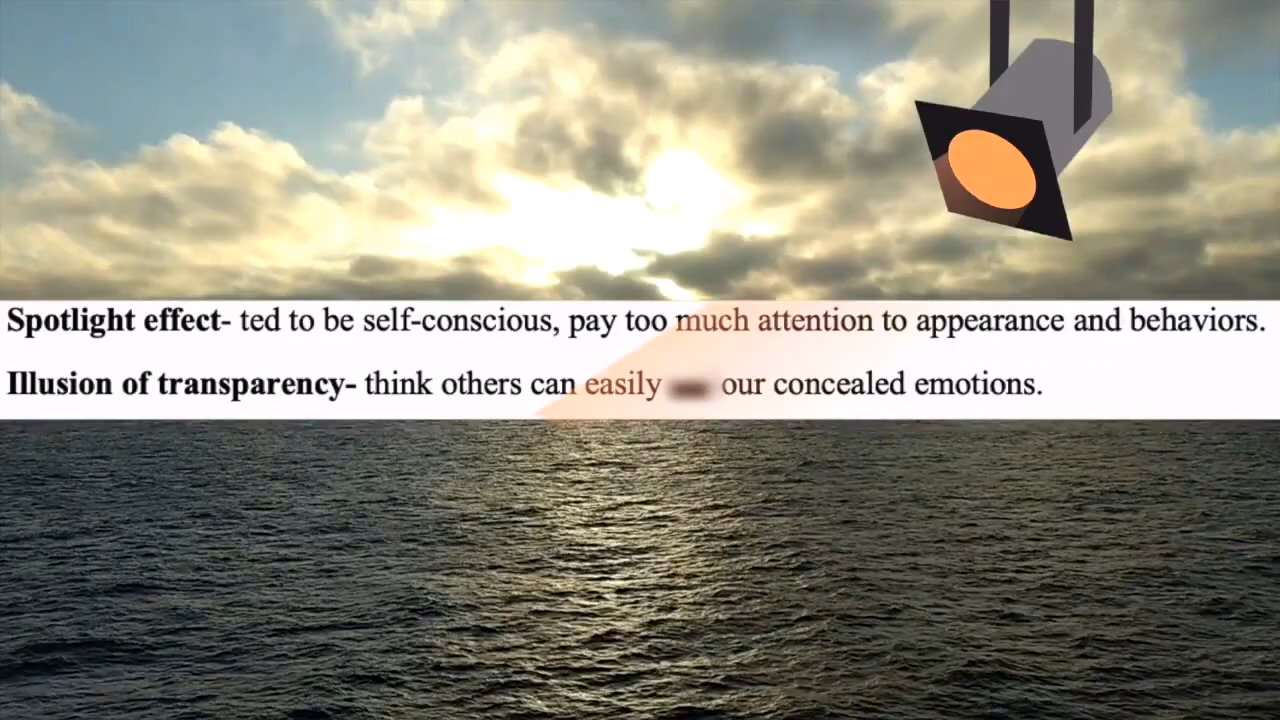 Spotlight effect- ted to be self-conscious, pay too much attention to appearance and behaviors.
Illusion of transparency- think others can easily our concealed emotions.